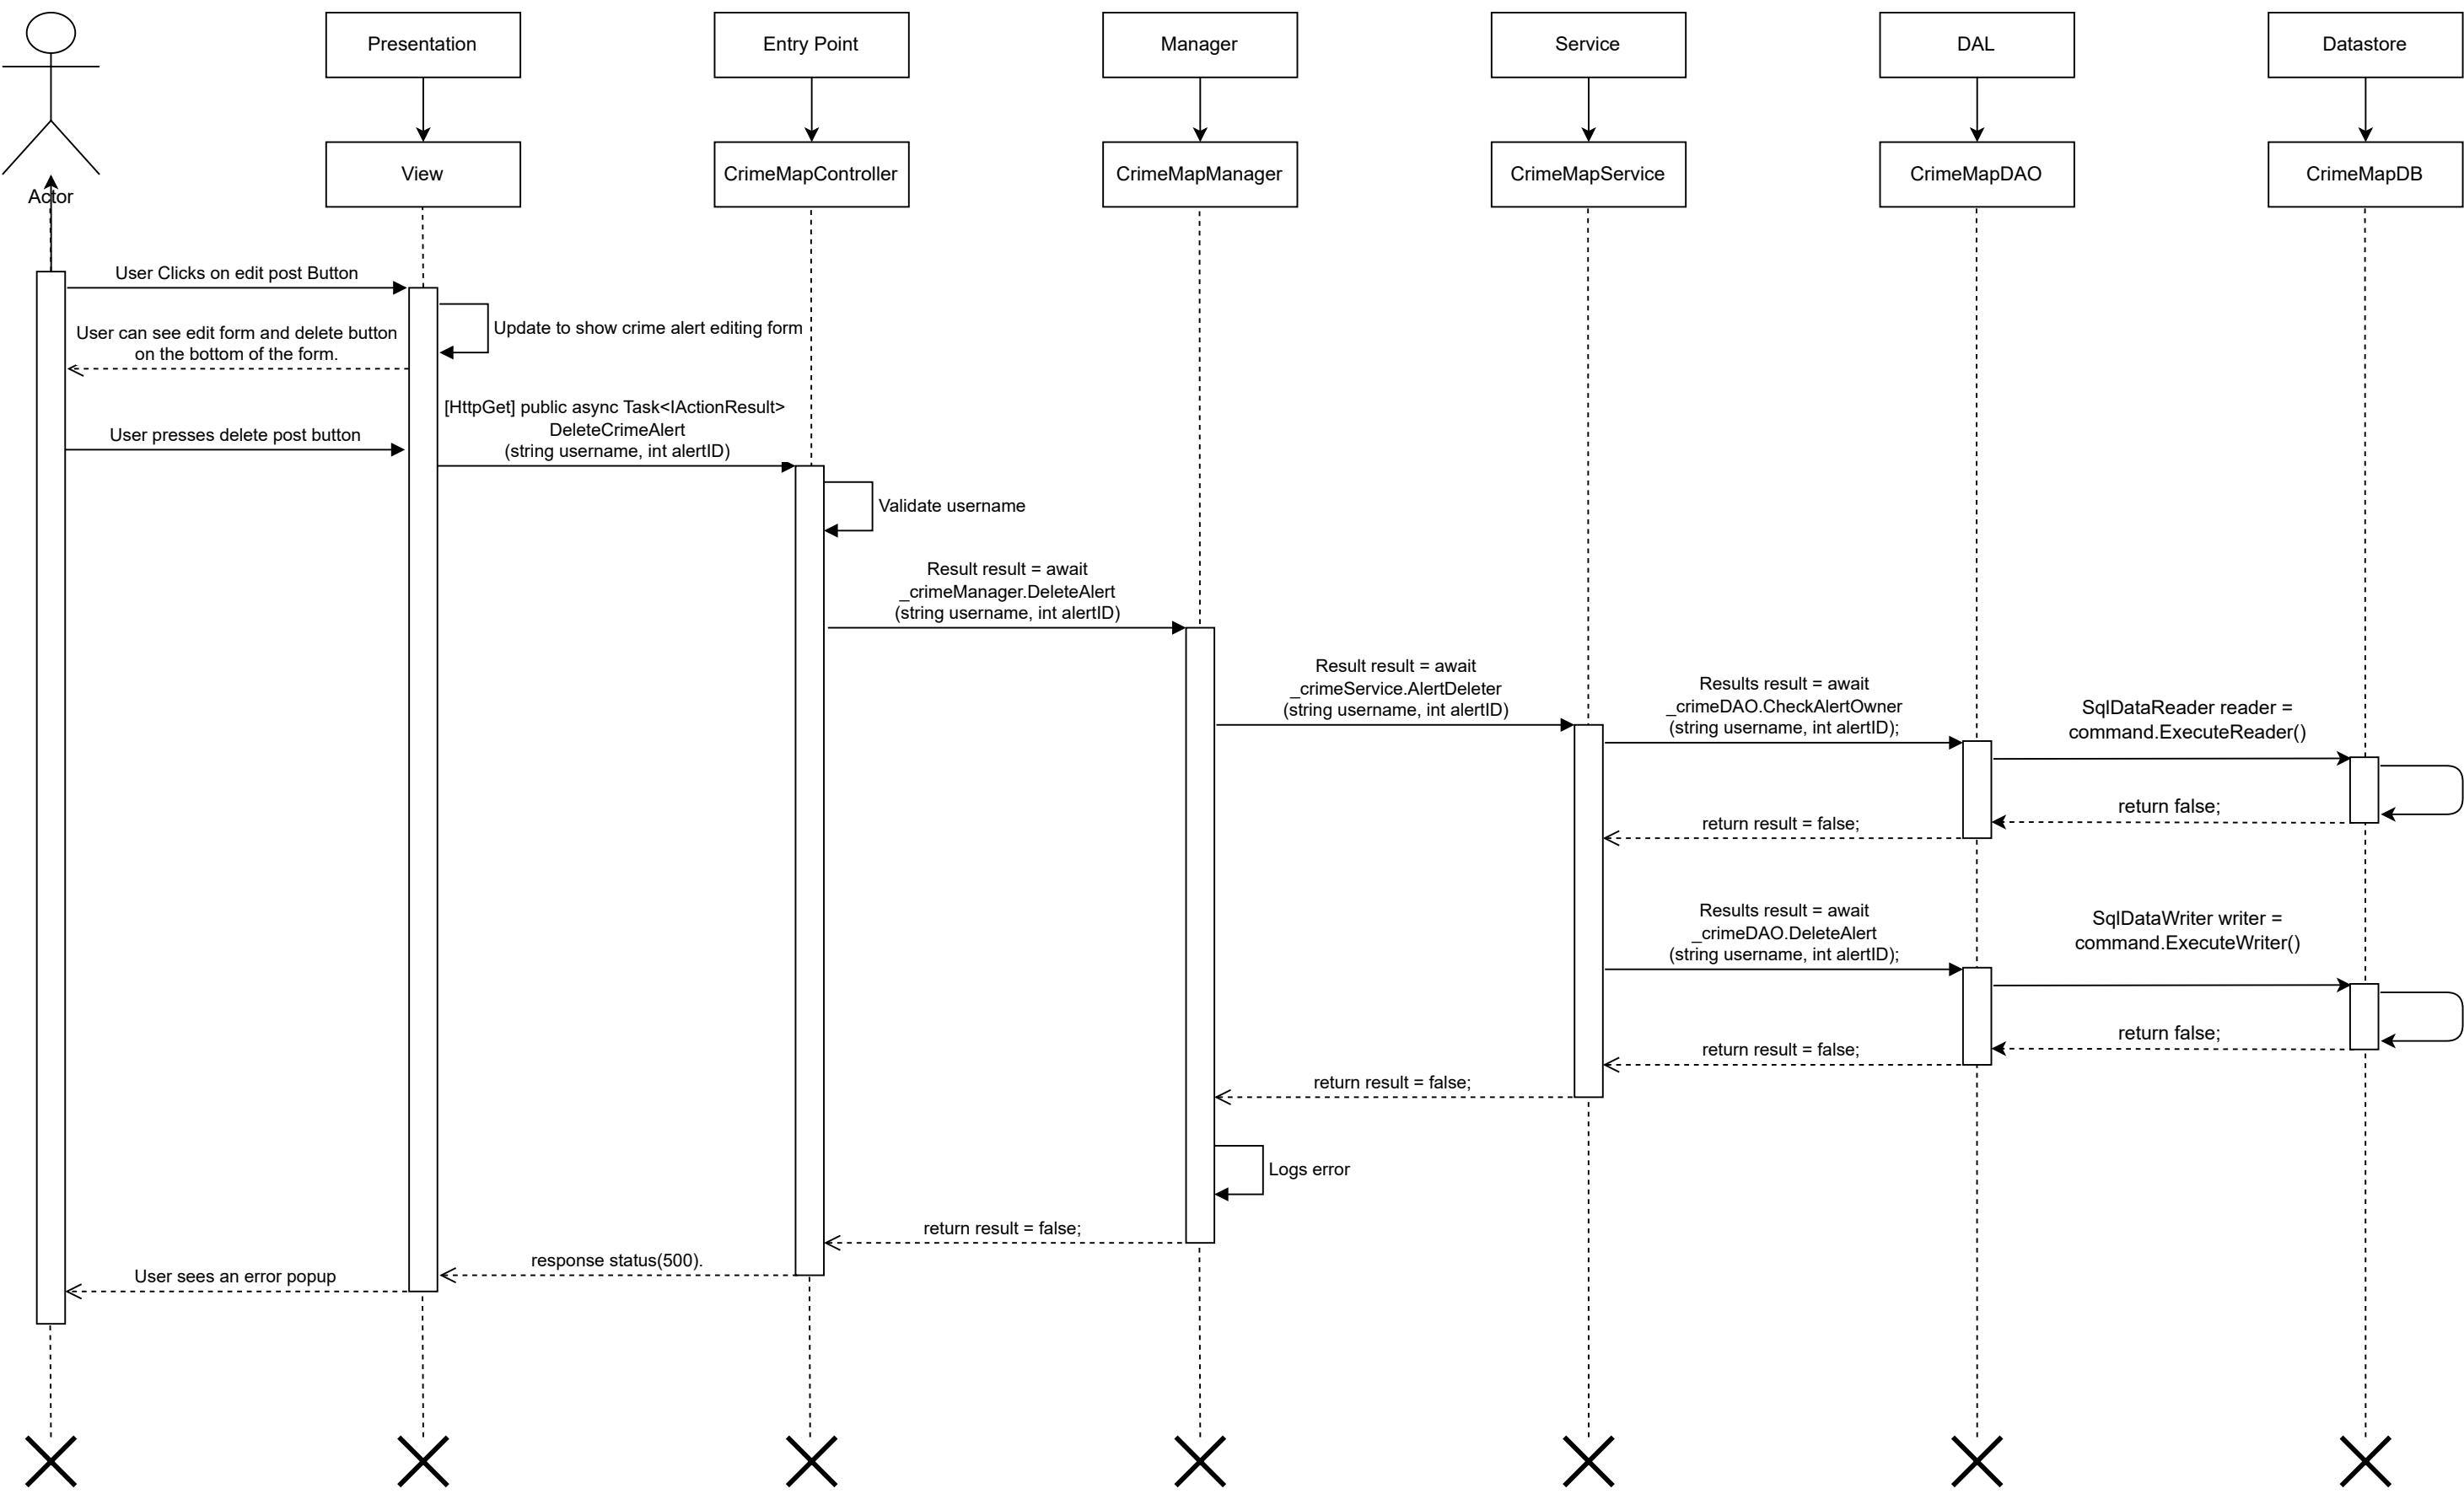 Presentation
Entry Point
Manager
Service
DAL
Datastore
View
CrimeMapController
CrimeMapManager
CrimeMapService
CrimeMapDAO
CrimeMapDB
Actor
User Clicks on edit post Button
Update to show crime alert editing form
User can see edit form and delete button
on the bottom of the form.
[HttpGet] public async Task<IActionResult>
DeleteCrimeAlert
(string username, int alertID)
User presses delete post button
Validate username
Result result = await
_crimeManager.DeleteAlert
(string username, int alertID)
Result result = await
_crimeService.AlertDeleter
(string username, int alertID)
Results result = await
_crimeDAO.CheckAlertOwner
(string username, int alertID);
SqlDataReader reader =
command.ExecuteReader()
return false;
return result = false;
Results result = await
_crimeDAO.DeleteAlert
(string username, int alertID);
SqlDataWriter writer =
command.ExecuteWriter()
return false;
return result = false;
return result = false;
Logs error
return result = false;
response status(500).
User sees an error popup